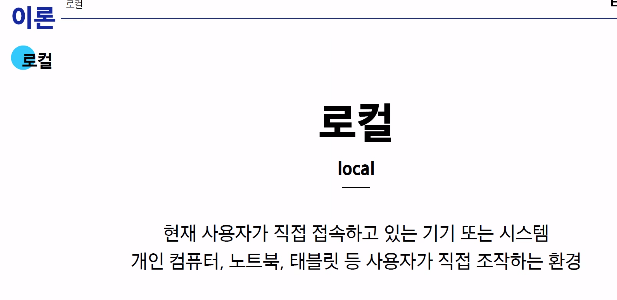 이론
로컬
로컬
로컬
local
현재 사용자가 직접 접속하고 있는 기기 또는 시스템
개인 컴퓨터, 노트북, 태블릿 등 사용자가 직접 조작하는 환경